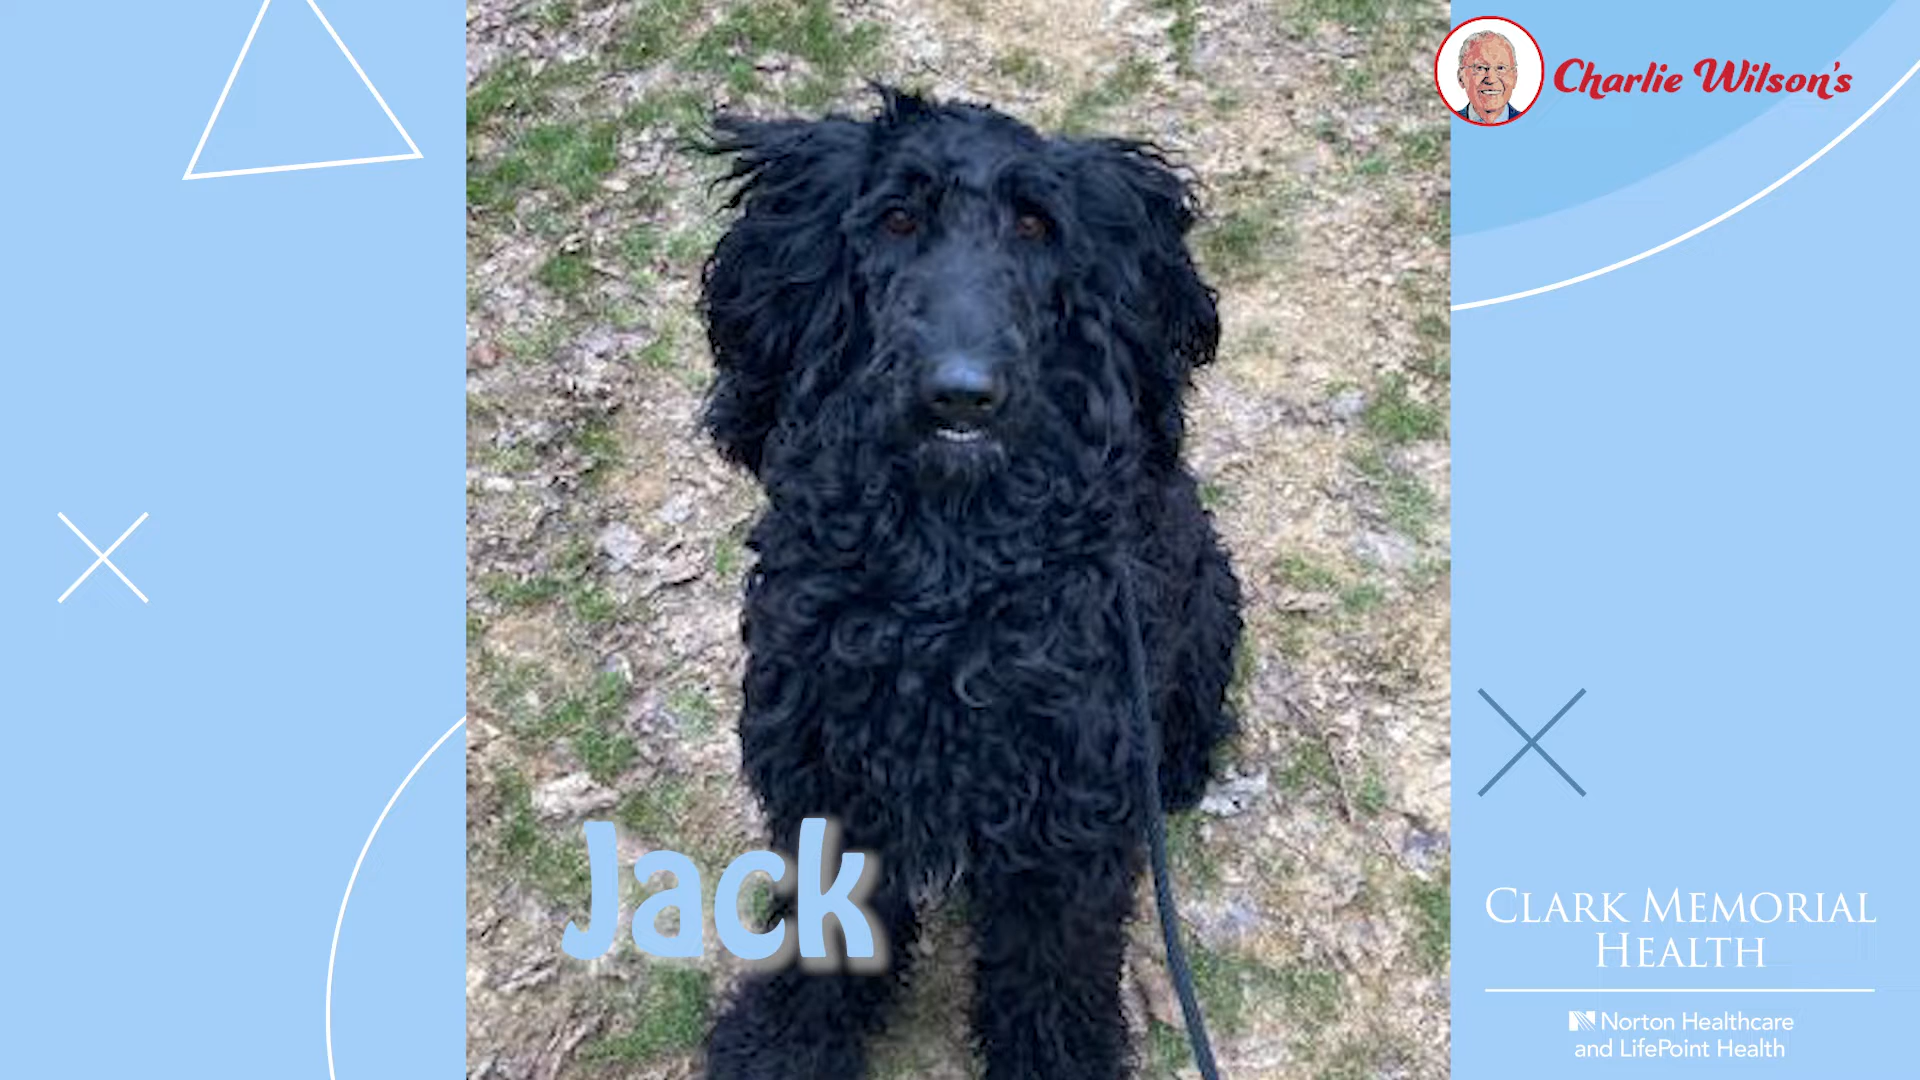 Charlie Wilson's
Jack
CLARK MEMORIAL
HEALTH
Norton Healthcare
and LifePoint Health